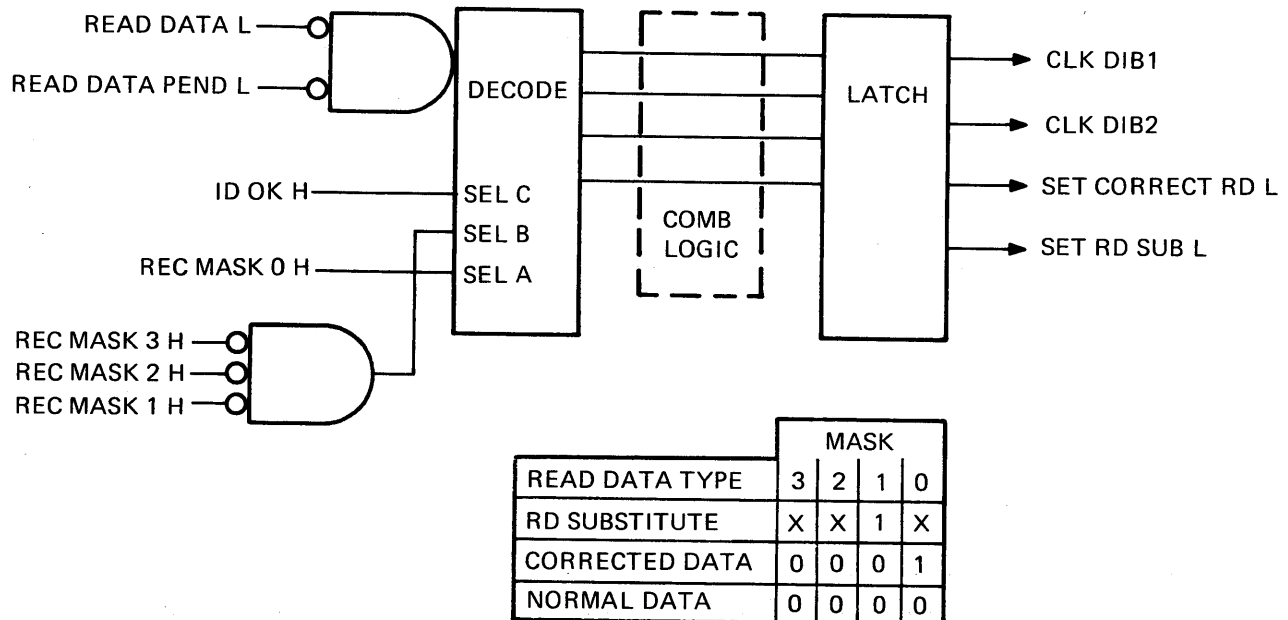 READ DATA L
READ DATA PEND L
DECODE
LATCH
CLK DIB1
CLK DIB2
ID OK H
SEL C
SET CORRECT RD L
COMB
LOGIC
SEL B
SET RD SUB L
REC MASK 0 H
SEL A
REC MASK 3 H
REC MASK 2 H
REC MASK 1 H
MASK
READ DATA TYPE 3 2 1 0
RD SUBSTITUTE X X 1 X
CORRECTED DATA 0 0 0 1
NORMAL DATA 0 0 0 0